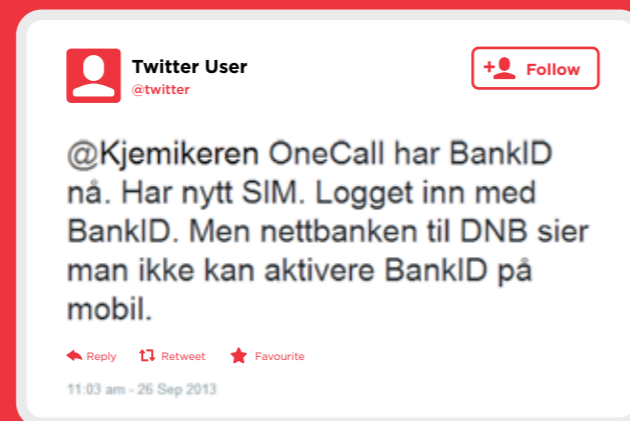 Twitter User
@twitter
Follow
@Kjemikeren OneCall har BankID
nå. Har nytt SIM. Logget inn med
BankID. Men nettbanken til DNB sier
man ikke kan aktivere BankID på
mobil.
Reply Retweet Favourite
11:03 am - 26 Sep 2013